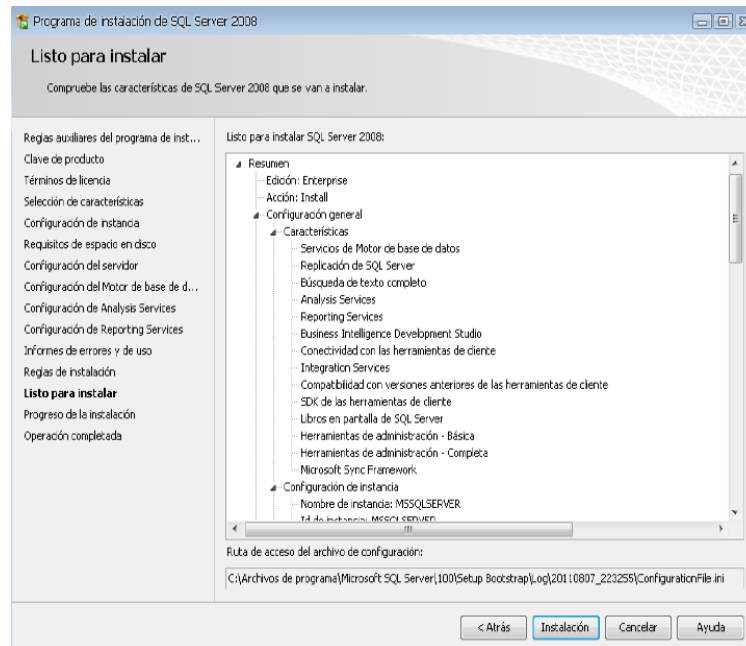 Programa de instalación de SQL Server 2008
Listo para instalar
Compruebe las características de SQL Server 2008 que se van a instalar.
Reglas auxiliares del programa de inst...
Clave de producto
Términos de licencia
Selección de características
Configuración de instancia
Requisitos de espacio en disco
Configuración del servidor
Configuración del Motor de base de d...
Configuración de Analysis Services
Configuración de Reporting Services
Informes de errores y de uso
Reglas de instalación
Listo para instalar
Progreso de la instalación
Operación completada
Listo para instalar SQL Server 2008:
Resumen
Edición: Enterprise
Acción: Install
Configuración general
Características
Servicios de Motor de base de datos
Replicación de SQL Server
Búsqueda de texto completo
Analysis Services
Reporting Services
Business Intelligence Development Studio
Conectividad con las herramientas de cliente
Integration Services
Compatibilidad con versiones anteriores de las herramientas de cliente
SDK de las herramientas de cliente
Libros en pantalla de SQL Server
Herramientas de administración - Básica
Herramientas de administración - Completa
Microsoft Sync Framework
Configuración de instancia
Nombre de instancia: MSSQLSERVER
Id de instancia: MSSQLSERVER
Ruta de acceso del archivo de configuración:
C:\Archivos de programa\Microsoft SQL Server\100\Setup Bootstrap\Log\20110807_223255\ConfigurationFile.ini
< Atrás
Instalación
Cancelar
Ayuda